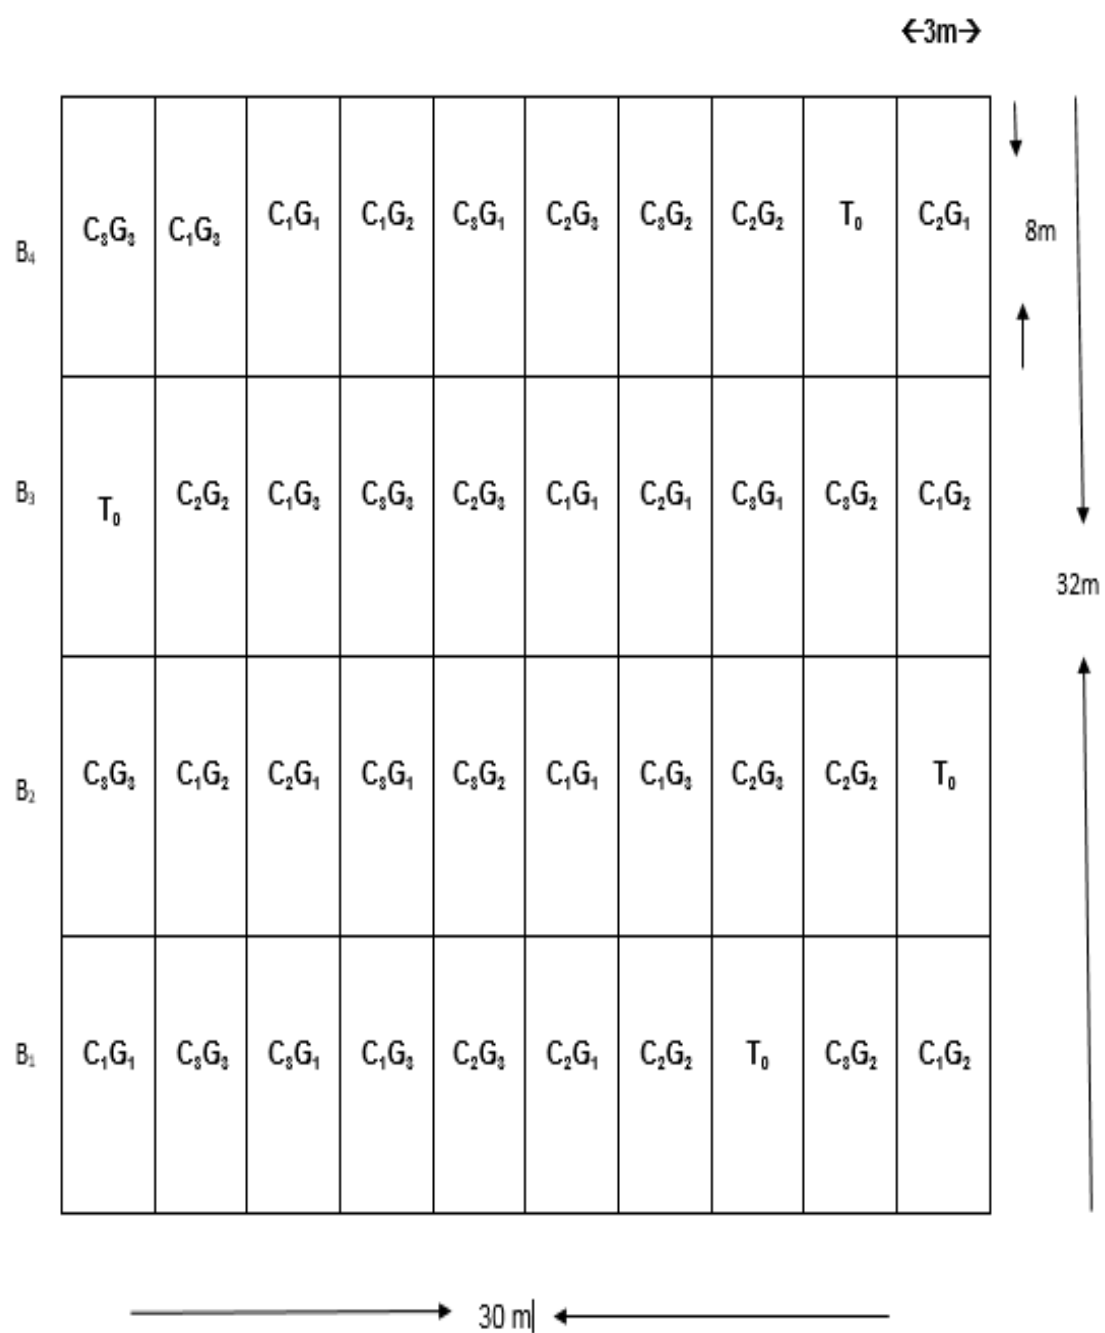 ←3m→
B₄ C₃G₃ C₁G₃ C₁G₁ C₁G₂ C₃G₁ C₂G₃ C₃G₂ C₂G₂ T₀ C₂G₁ 8m
B₃ T₀ C₂G₂ C₁G₃ C₃G₃ C₂G₃ C₁G₁ C₂G₁ C₃G₁ C₃G₂ C₁G₂
32m
B₂ C₃G₃ C₁G₂ C₂G₁ C₃G₁ C₃G₂ C₁G₁ C₁G₃ C₂G₃ C₂G₂ T₀
B₁ C₁G₁ C₃G₃ C₃G₁ C₁G₃ C₂G₃ C₂G₁ C₂G₂ T₀ C₃G₂ C₁G₂
30 m